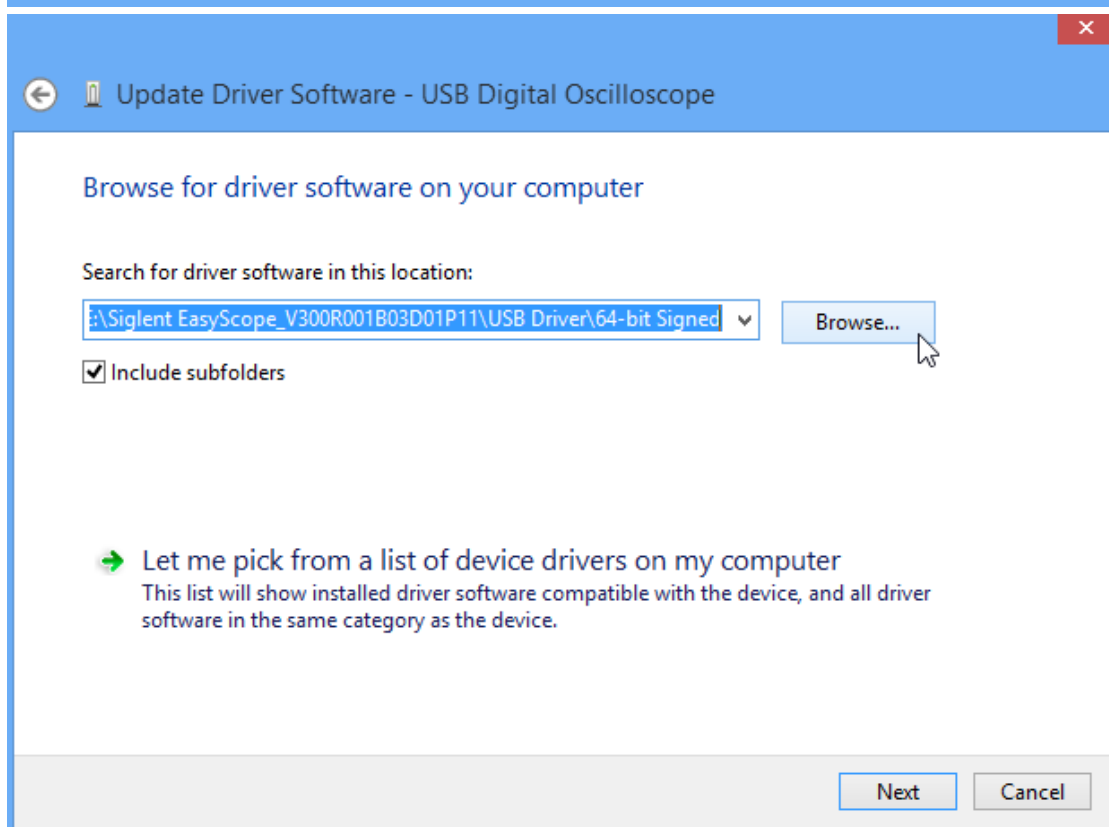 Update Driver Software - USB Digital Oscilloscope
Browse for driver software on your computer
Search for driver software in this location:
:\Siglent EasyScope_V300R001B03D01P11\USB Driver\64-bit Signed
Browse...
Include subfolders
Let me pick from a list of device drivers on my computer
This list will show installed driver software compatible with the device, and all driver
software in the same category as the device.
Next
Cancel